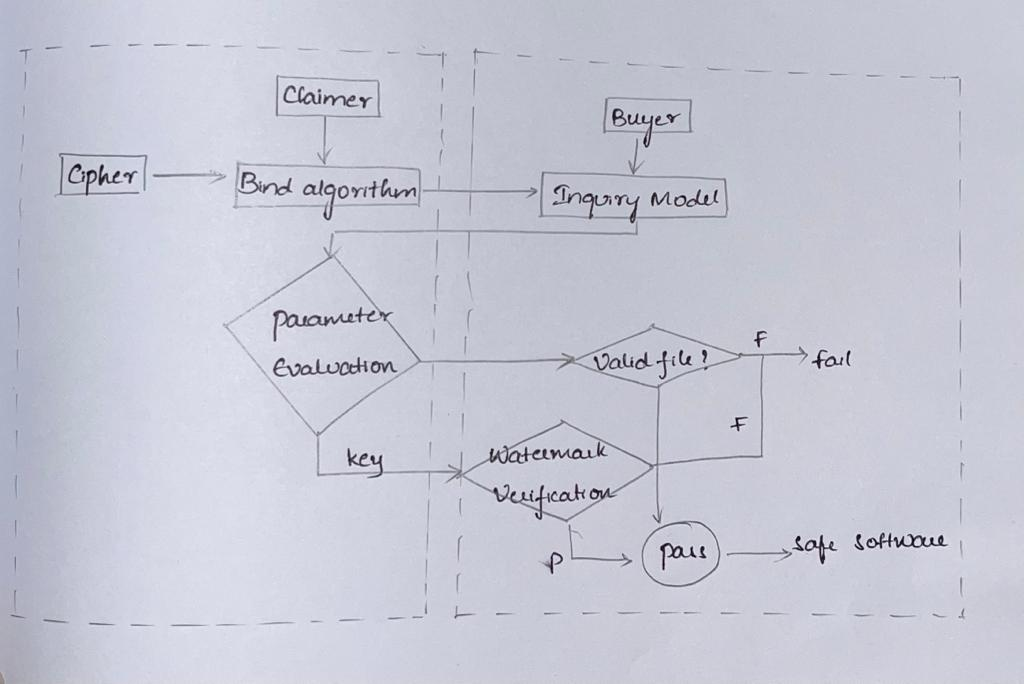 Claimer
Buyer
Cipher
Bind algorithm
Inquiry Model
Parameter
Evaluation
Valid file?
F
fail
F
key
Watermark
Verification
P
pass
safe software